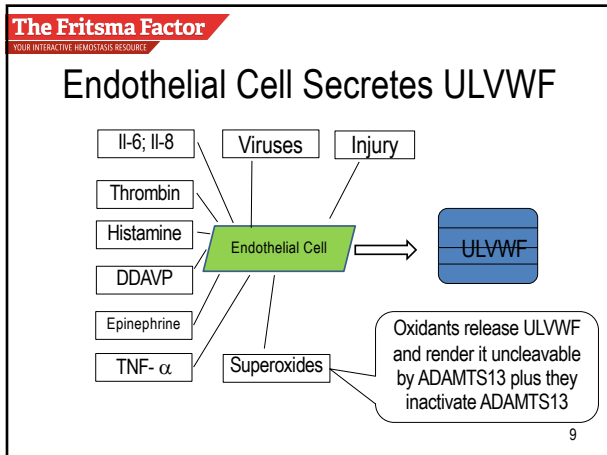 The Fritsma Factor
YOUR INTERACTIVE HEMOSTASIS RESOURCE
Endothelial Cell Secretes ULVWF
Il-6; Il-8
Viruses
Injury
Thrombin
Histamine
Endothelial Cell
ULVWF
DDAVP
Epinephrine
TNF- α
Superoxides
Oxidants release ULVWF
and render it uncleavable
by ADAMTS13 plus they
inactivate ADAMTS13
9